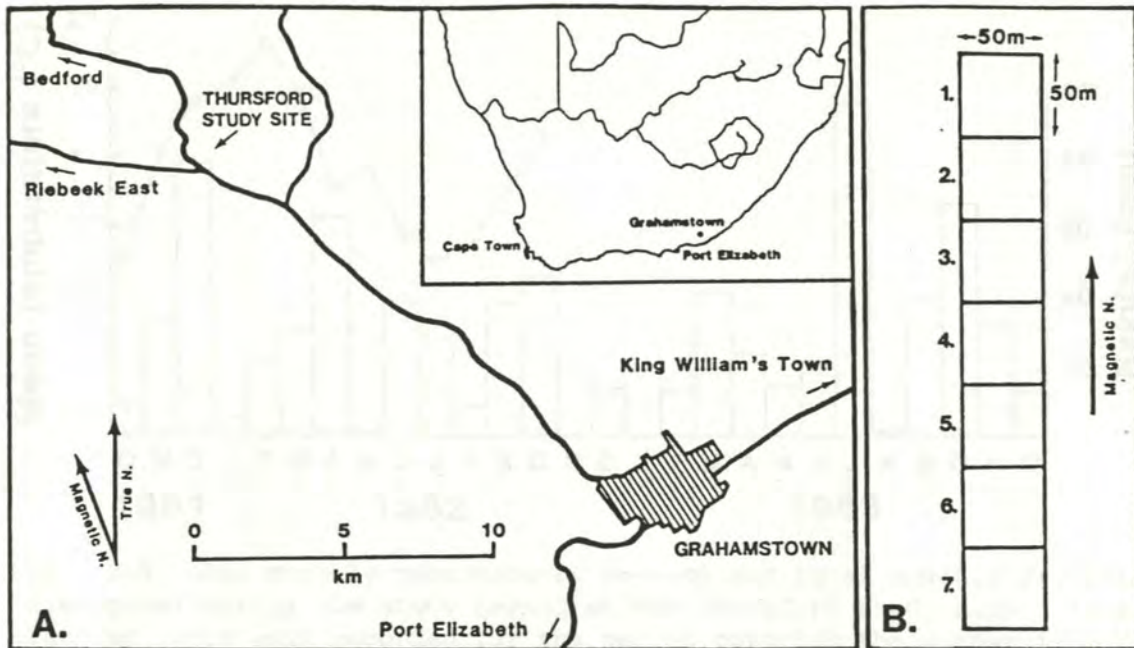 Bedford
THURSFORD
STUDY SITE
Riebeek East
Grahamstown
Cape Town
Port Elizabeth
King William's Town
True N.
Magnetic N.
0 5 10
km
GRAHAMSTOWN
Port Elizabeth
A.
50m
50m
1.
2.
3.
4.
5.
6.
7.
Magnetic N.
B.